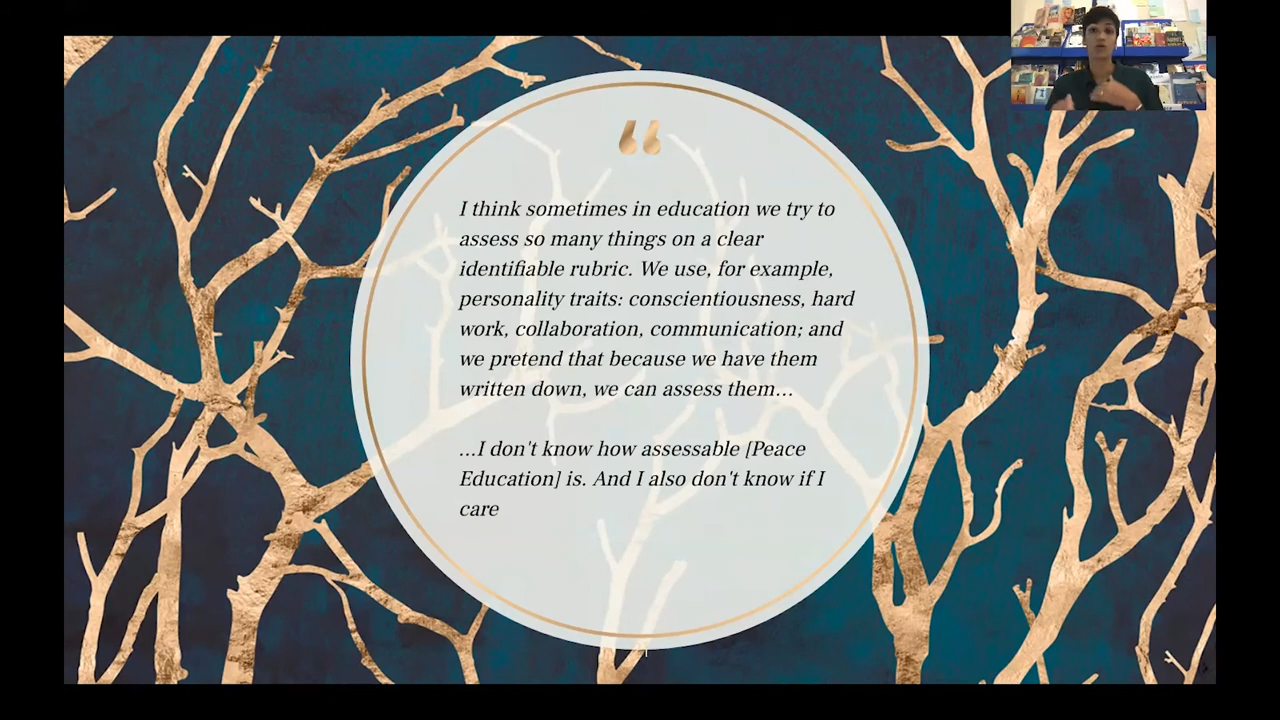 “
I think sometimes in education we try to
assess so many things on a clear
identifiable rubric. We use, for example,
personality traits: conscientiousness, hard
work, collaboration, communication; and
we pretend that because we have them
written down, we can assess them...
...I don't know how assessable [Peace
Education] is. And I also don't know if I
care